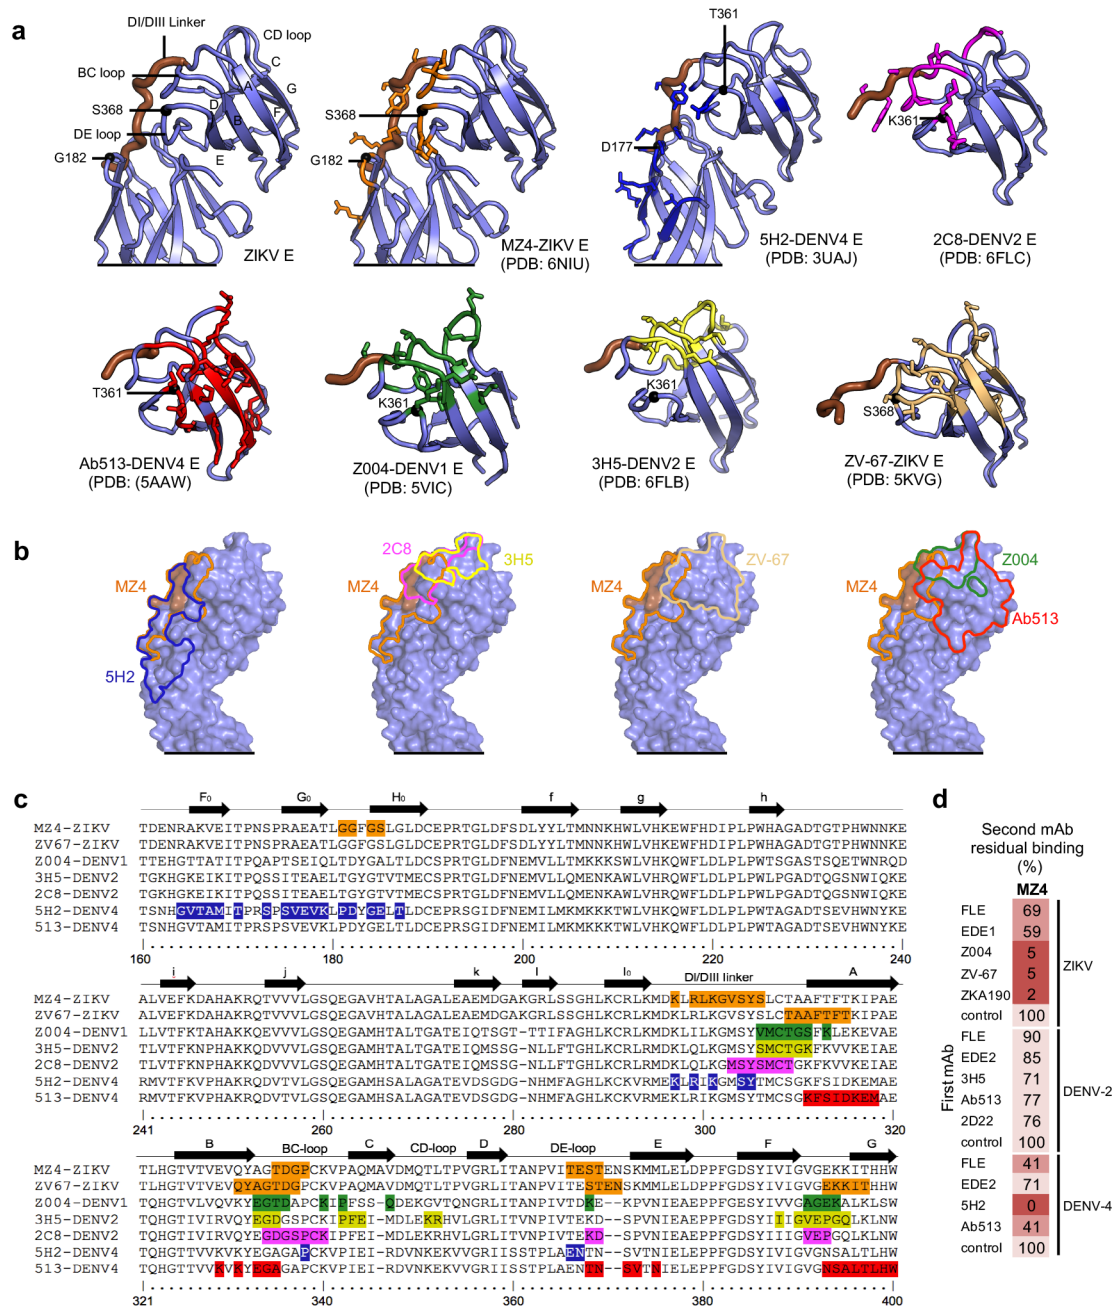 a
DI/DIII Linker
CD loop
BC loop
C
A
G
D
F
B
S368
DE loop
E
G182
ZIKV E
S368
G182
MZ4-ZIKV E
(PDB: 6NIU)
T361
D177
5H2-DENV4 E
(PDB: 3UAJ)
K361
2C8-DENV2 E
(PDB: 6FLC)
T361
Ab513-DENV4 E
(PDB: (5AAW)
K361
Z004-DENV1 E
(PDB: 5VIC)
K361
3H5-DENV2 E
(PDB: 6FLB)
S368
ZV-67-ZIKV E
(PDB: 5KVG)
b
MZ4
5H2
2C8
3H5
MZ4
ZV-67
MZ4
Z004
MZ4
Ab513
c
F0 G0 H0 f g h
MZ4-ZIKV TDENRAKVEITPNSPRAEATLGGFGSLGLDCEPRTGLDFSDLYYLTMNNKHWLVHKEWFHDIPLPWHAGADTGTPHWNNKE
ZV67-ZIKV TDENRAKVEITPNSPRAEATLGGFGSLGLDCEPRTGLDFSDLYYLTMNNKHWLVHKEWFHDIPLPWHAGADTGTPHWNNKE
Z004-DENV1 TTEHGTTATITPQAPTSEIQLTDYGALTLDCSPRTGLDFNEMVLLTMKKKSWLVHKQWFLDLPLPWTSGASTSQETWNRQD
3H5-DENV2 TGKHGKEIKITPQSSITEAELTGYGTVTMECSPRTGLDFNEMVLLQMENKAWLVHRQWFLDLPLPWLPGADTQGSNWIQKE
2C8-DENV2 TGKHGKEIKITPQSSITEAELTGYGTVTMECSPRTGLDFNEMVLLQMENKAWLVHRQWFLDLPLPWLPGADTQGSNWIQKE
5H2-DENV4 TSNHGVTAMITPRSPSVEVKLPDYGELTLDCEPRSGIDFNEMILMKMKKKTWLVHKQWFLDLPLPWTAGADTSEVHWNYKE
513-DENV4 TSNHGVTAMITPRSPSVEVKLPDYGELTLDCEPRSGIDFNEMILMKMKKKTWLVHKQWFLDLPLPWTAGADTSEVHWNYKE
160 180 200 220 240
i j k l I0 DI/DIII linker A
MZ4-ZIKV ALVEFKDAHAKRQTVVVLGSQEGAVHTALAGALEAEMDGAKGRLSSGHLKCRLKMDKLRLKGVSYSLCTAAFTFTKIPAE
ZV67-ZIKV ALVEFKDAHAKRQTVVVLGSQEGAVHTALAGALEAEMDGAKGRLSSGHLKCRLKMDKLRLKGVSYSLCTAAFTFTKIPAE
Z004-DENV1 LLVTFKTAHAKKQEVVVLGSQEGAMHTALTGATEIQTSGT-TTIFAGHLKCRLKMDKLILKGMSYVMCTGSFKLEKEVAE
3H5-DENV2 TLVTFKNPHAKKQDVVVLGSQEGAMHTALTGATEIQMSSG-NLLFTGHLKCRLRMDKLQLKGMSYSMCTGKFKVVKEIAE
2C8-DENV2 TLVTFKNPHAKKQDVVVLGSQEGAMHTALTGATEIQMSSG-NLLFTGHLKCRLRMDKLQLKGMSYSMCTGKFKVVKEIAE
5H2-DENV4 RMVTFKVPHAKRQDVTVLGSQEGAMHSALAGATEVDSGDG-NHMFAGHLKCKVRMEKLRIKGMSYTMCSGKFSIDKEMAE
513-DENV4 RMVTFKVPHAKRQDVTVLGSQEGAMHSALAGATEVDSGDG-NHMFAGHLKCKVRMEKLRIKGMSYTMCSGKFSIDKEMAE
241 260 280 300 320
B BC-loop C CD-loop D DE-loop E F G
MZ4-ZIKV TLHGTVTVEVQYAGTDGPCKVPAQMAVDMQTLTPVGRLITANPVITESTENSKMMLELDPPFGDSYIVIGVGEKKITHHW
ZV67-ZIKV TLHGTVTVEVQYAGTDGPCKVPAQMAVDMQTLTPVGRLITANPVITESTENSKMMLELDPPFGDSYIVIGVGEKKITHHW
Z004-DENV1 TQHGTVLVQVKYEGTDAPCKIPFSS-QDEKGVTQNGRLITANPIVTDKE-KPVNIEAEPPFGESYIVVGAGEKALKLSW
3H5-DENV2 TQHGTIVIRVQYEGDGSPCKIPFEI-MDLEKRHVLGRLITVNPIVTEKD-SPVNIEAEPPFGDSYIIIGVEPGQLKLNW
2C8-DENV2 TQHGTIVIRVQYEGDGSPCKIPFEI-MDLEKRHVLGRLITVNPIVTEKD-SPVNIEAEPPFGDSYIIIGVEPGQLKLNW
5H2-DENV4 TQHGTTVVKVKYEGAGAPCKVPIEI-RDVNKEKVVGRIISSTPLAENTN-SVTNIELEPPFGDSYIVIGVGNSALTLHW
513-DENV4 TQHGTTVVKVKYEGAGAPCKVPIEI-RDVNKEKVVGRIISSTPLAENTN-SVTNIELEPPFGDSYIVIGVGNSALTLHW
321 340 360 380 400
d
Second mAb
residual binding
(%)
MZ4
First mAb
FLE 69
EDE1 59
Z004 5
ZV-67 5
ZKA190 2
control 100
ZIKV
FLE 90
EDE2 85
3H5 71
Ab513 77
2D22 76
control 100
DENV-2
FLE 41
EDE2 71
5H2 0
Ab513 41
control 100
DENV-4